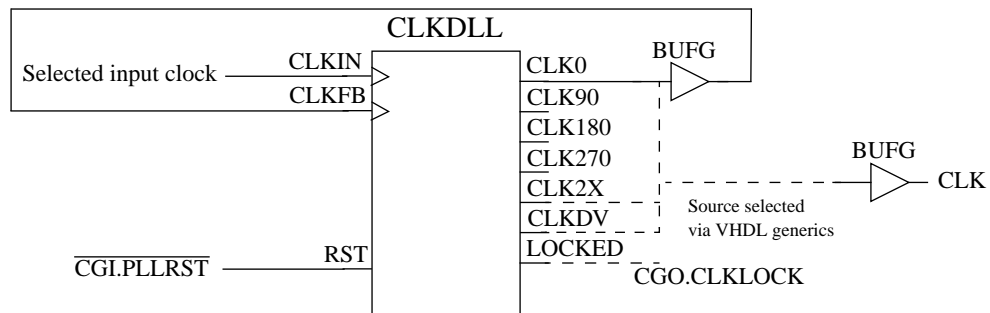 CLKDLL
BUFG
CLKIN
CLK0
Selected input clock
CLKFB
CLK90
CLK180
BUFG
CLK270
CLK
CLK2X
Source selected
via VHDL generics
CLKDV
LOCKED
RST
CGI.PLLRST
CGO.CLKLOCK